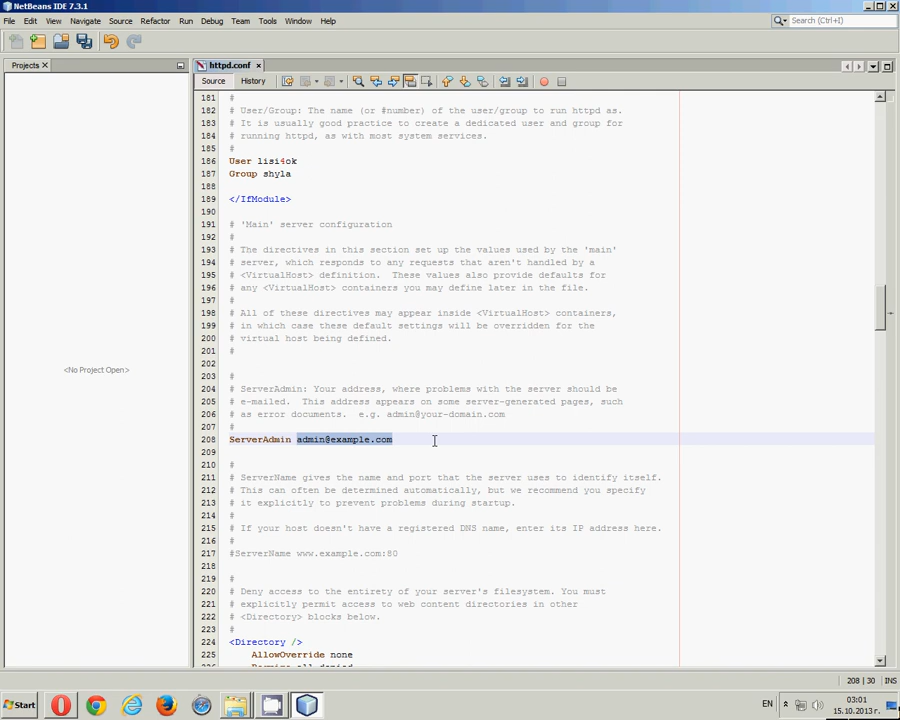 NetBeans IDE 7.3.1
File Edit View Navigate Source Refactor Run Debug Team Tools Window Help
Search (Ctrl+I)
Projects
httpd.conf
Source History
<No Project Open>
181 #
182 # User/Group: The name (or #number) of the user/group to run httpd as.
183 # It is usually good practice to create a dedicated user and group for
184 # running httpd, as with most system services.
185 #
186 User lisi4ok
187 Group shyla
188
189 </IfModule>
190
191 # 'Main' server configuration
192 #
193 # The directives in this section set up the values used by the 'main'
194 # server, which responds to any requests that aren't handled by a
195 # <VirtualHost> definition.  These values also provide defaults for
196 # any <VirtualHost> containers you may define later in the file.
197 #
198 # All of these directives may appear inside <VirtualHost> containers,
199 # in which case these default settings will be overridden for the
200 # virtual host being defined.
201 #
202
203 #
204 # ServerAdmin: Your address, where problems with the server should be
205 # e-mailed.  This address appears on some server-generated pages, such
206 # as error documents.  e.g. admin@your-domain.com
207 #
208 ServerAdmin admin@example.com
209
210 #
211 # ServerName gives the name and port that the server uses to identify itself.
212 # This can often be determined automatically, but we recommend you specify
213 # it explicitly to prevent problems during startup.
214 #
215 # If your host doesn't have a registered DNS name, enter its IP address here.
216 #
217 #ServerName www.example.com:80
218
219 #
220 # Deny access to the entirety of your server's filesystem. You must
221 # explicitly permit access to web content directories in other
222 # <Directory> blocks below.
223 #
224 <Directory />
225 AllowOverride none
208 | 30 INS
Start
EN
03:01
15.10.2013 г.